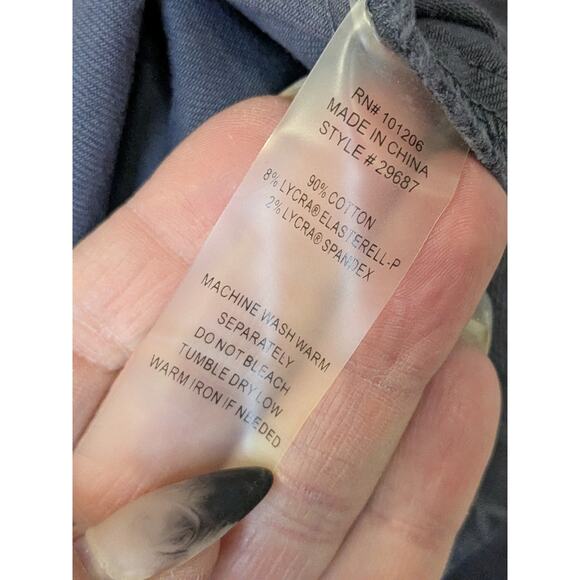 RN# 101206
MADE IN CHINA
STYLE # 29687
90% COTTON
8% LYCRA® ELASTERELL-P
2% LYCRA® SPANDEX
MACHINE WASH WARM
SEPARATELY
DO NOT BLEACH
TUMBLE DRY LOW
WARM IRON IF NEEDED